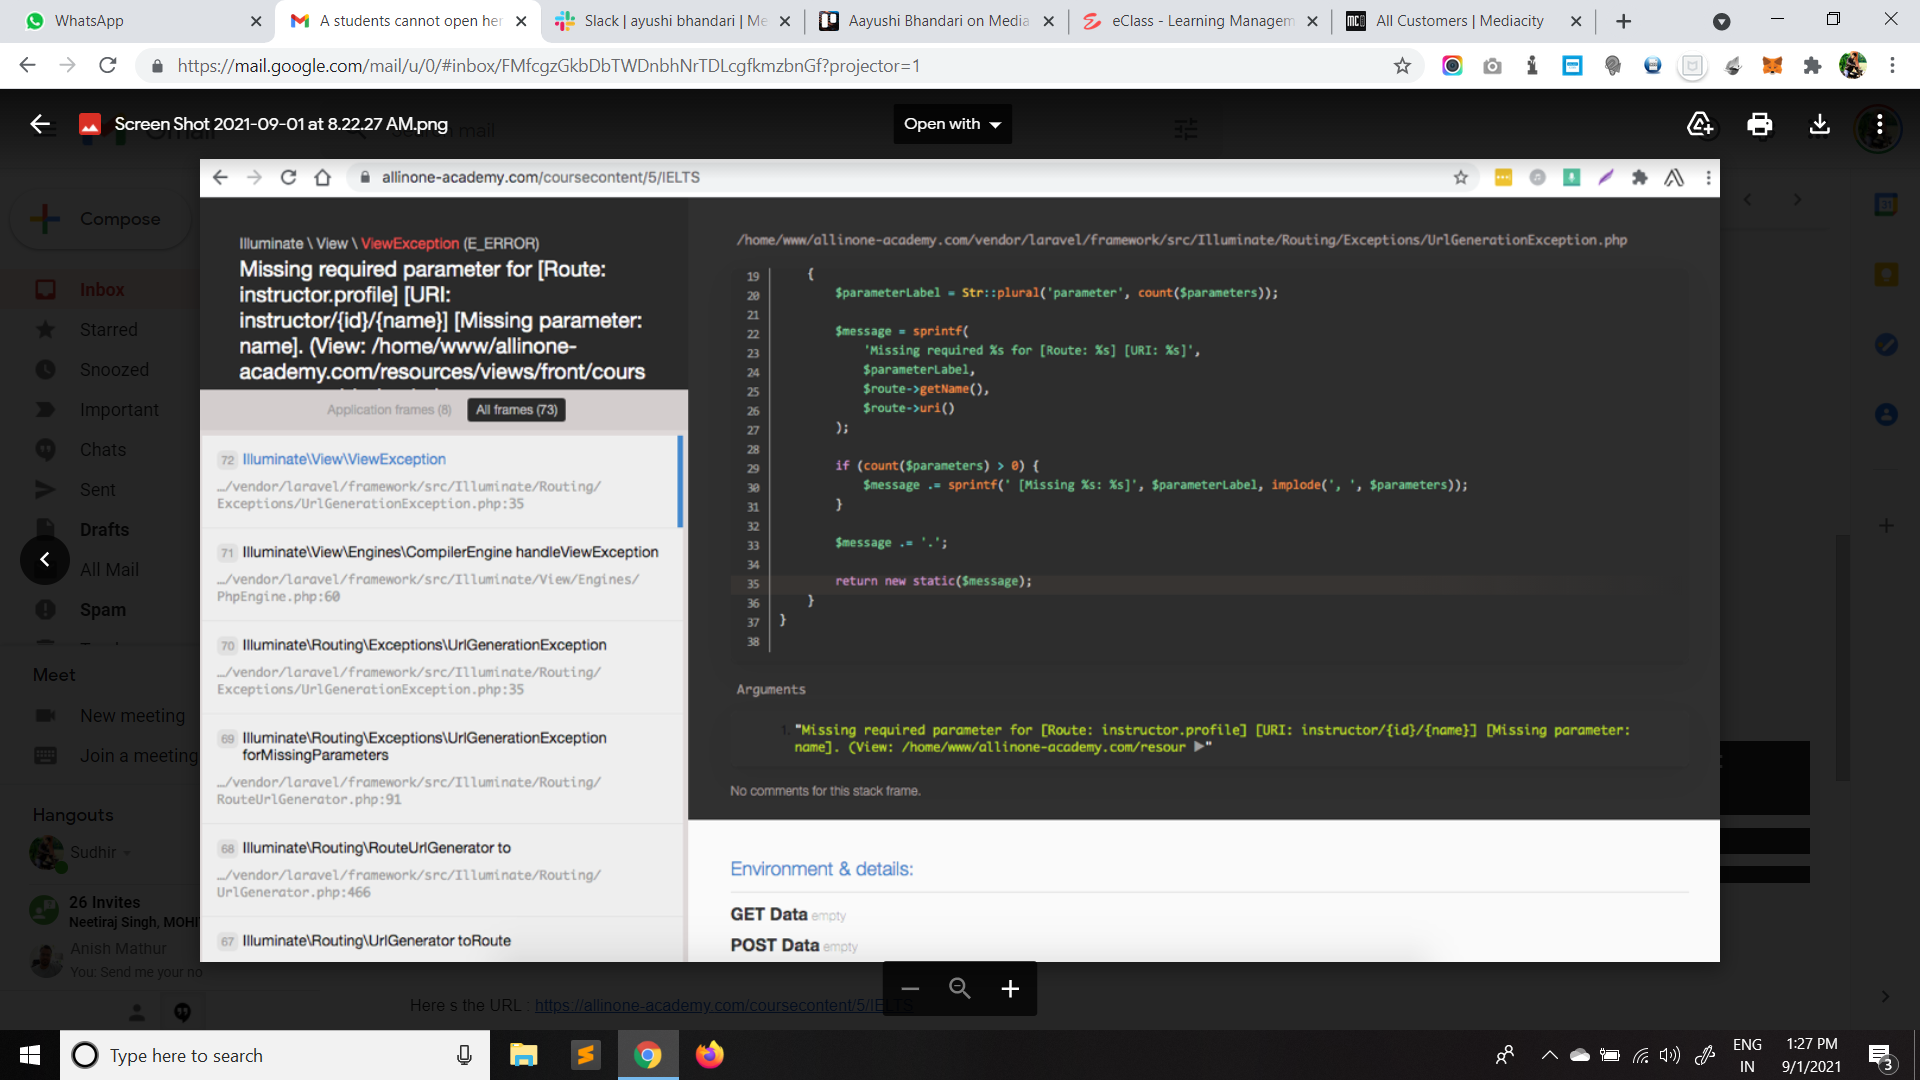 WhatsApp
A students cannot open her
Slack | ayushi bhandari | Me
Aayushi Bhandari on Media
eClass - Learning Managem
All Customers | Mediacity
https://mail.google.com/mail/u/0/#inbox/FMfcgzGkbDbTWDnbhNrTDLcgfkmzbnGf?projector=1
Screen Shot 2021-09-01 at 8.22.27 AM.png
mail
Open with
Compose
Inbox
Starred
Snoozed
Important
Chats
Sent
Drafts
All Mail
Spam
Meet
New meeting
Join a meeting
Hangouts
Sudhir
26 Invites
Neetiraj Singh, MOHI
Anish Mathur
You: Send me your no
allinone-academy.com/coursecontent/5/IELTS
Illuminate \ View \ ViewException (E_ERROR)
Missing required parameter for [Route:
instructor.profile] [URI:
instructor/{id}/{name}] [Missing parameter:
name]. (View: /home/www/allinone-
academy.com/resources/views/front/cours
Application frames (8)
All frames (73)
72 Illuminate\View\ViewException
…/vendor/laravel/framework/src/Illuminate/Routing/
Exceptions/UrlGenerationException.php:35
71 Illuminate\View\Engines\CompilerEngine handleViewException
…/vendor/laravel/framework/src/Illuminate/View/Engines/
PhpEngine.php:60
70 Illuminate\Routing\Exceptions\UrlGenerationException
…/vendor/laravel/framework/src/Illuminate/Routing/
Exceptions/UrlGenerationException.php:35
69 Illuminate\Routing\Exceptions\UrlGenerationException
forMissingParameters
…/vendor/laravel/framework/src/Illuminate/Routing/
RouteUrlGenerator.php:91
68 Illuminate\Routing\RouteUrlGenerator to
…/vendor/laravel/framework/src/Illuminate/Routing/
UrlGenerator.php:466
67 Illuminate\Routing\UrlGenerator toRoute
/home/www/allinone-academy.com/vendor/laravel/framework/src/Illuminate/Routing/Exceptions/UrlGenerationException.php
19 {
20 $parameterLabel = Str::plural('parameter', count($parameters));
21
22 $message = sprintf(
23 'Missing required %s for [Route: %s] [URI: %s]',
24 $parameterLabel,
25 $route->getName(),
26 $route->uri()
27 );
28
29 if (count($parameters) > 0) {
30 $message .= sprintf(' [Missing %s: %s]', $parameterLabel, implode(', ', $parameters));
31 }
32
33 $message .= '.';
34
35 return new static($message);
36 }
37 }
38
Arguments
1. "Missing required parameter for [Route: instructor.profile] [URI: instructor/{id}/{name}] [Missing parameter:
name]. (View: /home/www/allinone-academy.com/resour ▶"
No comments for this stack frame.
Environment & details:
GET Data empty
POST Data empty
Here s the URL : https://allinone-academy.com/coursecontent/5/IELTS
Type here to search
ENG
IN
1:27 PM
9/1/2021
3